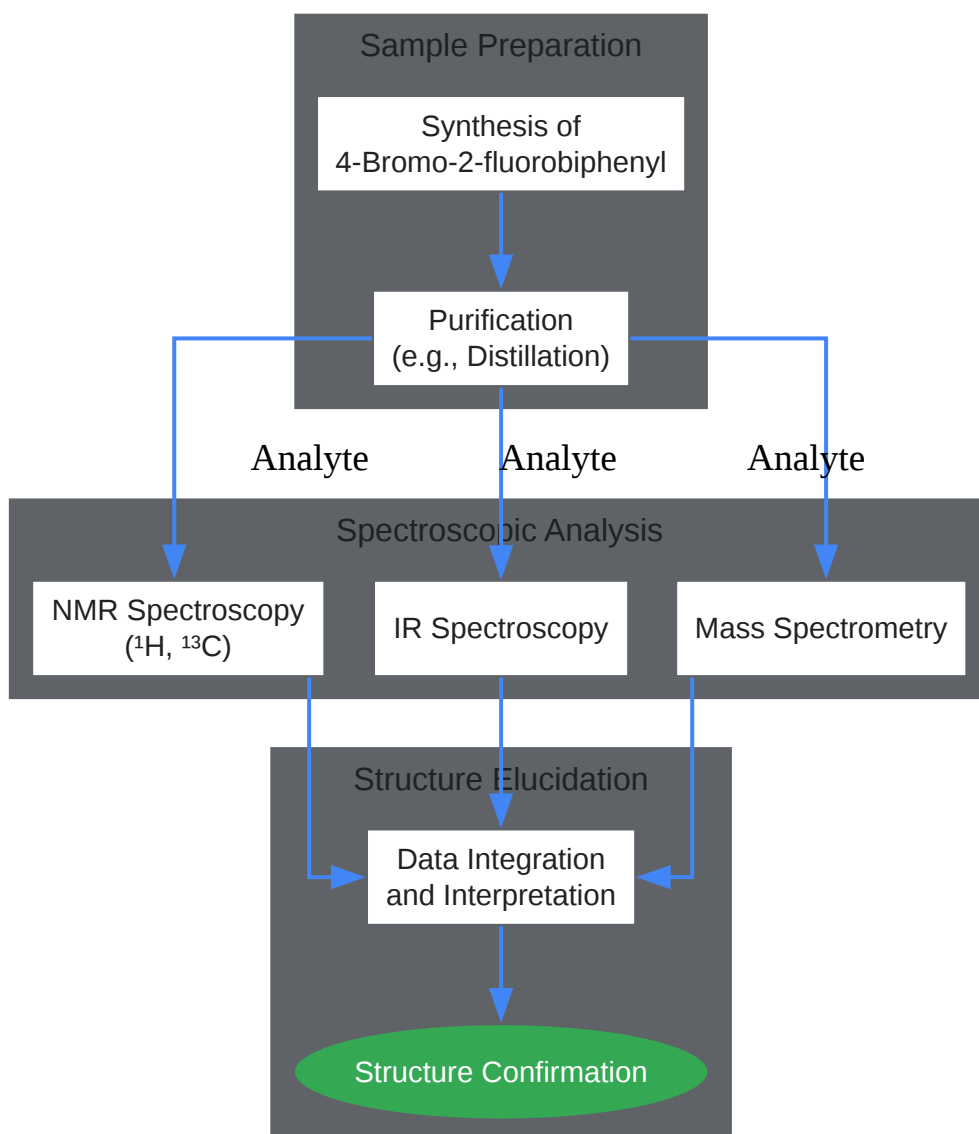 Sample Preparation
Synthesis of
4-Bromo-2-fluorobiphenyl
Purification
(e.g., Distillation)
Analyte Analyte Analyte
Spectroscopic Analysis
NMR Spectroscopy
(¹H, ¹³C)
IR Spectroscopy
Mass Spectrometry
Structure Elucidation
Data Integration
and Interpretation
Structure Confirmation